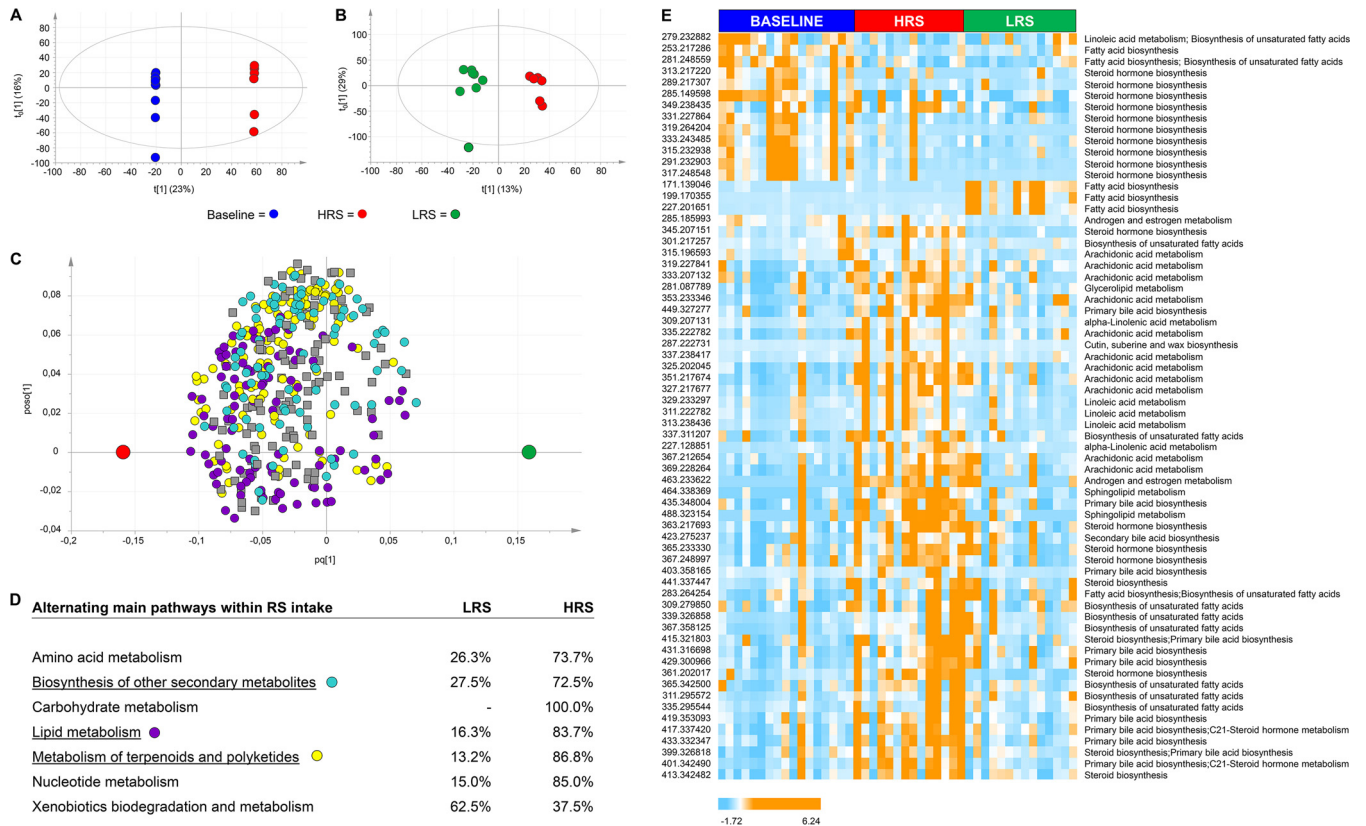 A
80
60
40
20
0
-20
-40
-60
-80
-100
-100 -80 -60 -40 -20 0 20 40 60 80 100
t[1] (23%)
t₀[1] (16%)
B
100
50
0
-50
-100
-100 -80 -60 -40 -20 0 20 40 60 80 100
t[1] (13%)
t₀[1] (29%)
Baseline = HRS = LRS =
C
0,08
0,06
0,04
0,02
0
-0,02
-0,04
-0,2 -0,15 -0,1 -0,05 0 0,05 0,1 0,15 0,2
pq[1]
poso[1]
D Alternating main pathways within RS intake LRS HRS
Amino acid metabolism 26.3% 73.7%
Biosynthesis of other secondary metabolites 27.5% 72.5%
Carbohydrate metabolism - 100.0%
Lipid metabolism 16.3% 83.7%
Metabolism of terpenoids and polyketides 13.2% 86.8%
Nucleotide metabolism 15.0% 85.0%
Xenobiotics biodegradation and metabolism 62.5% 37.5%
E BASELINE HRS LRS
279.232882 Linoleic acid metabolism; Biosynthesis of unsaturated fatty acids
253.217286 Fatty acid biosynthesis
281.248559 Fatty acid biosynthesis; Biosynthesis of unsaturated fatty acids
313.217220 Steroid hormone biosynthesis
289.217307 Steroid hormone biosynthesis
285.149598 Steroid hormone biosynthesis
349.238435 Steroid hormone biosynthesis
331.227864 Steroid hormone biosynthesis
319.264204 Steroid hormone biosynthesis
333.243485 Steroid hormone biosynthesis
315.232938 Steroid hormone biosynthesis
291.232903 Steroid hormone biosynthesis
317.248548 Steroid hormone biosynthesis
171.139046 Fatty acid biosynthesis
199.170355 Fatty acid biosynthesis
227.201651 Fatty acid biosynthesis
285.185993 Androgen and estrogen metabolism
345.207151 Steroid hormone biosynthesis
301.217257 Biosynthesis of unsaturated fatty acids
315.196593 Arachidonic acid metabolism
319.227841 Arachidonic acid metabolism
333.207132 Arachidonic acid metabolism
281.087789 Glycerolipid metabolism
353.233346 Arachidonic acid metabolism
449.327277 Primary bile acid biosynthesis
309.207131 alpha-Linolenic acid metabolism
335.222782 Arachidonic acid metabolism
287.222731 Cutin, suberine and wax biosynthesis
337.238417 Arachidonic acid metabolism
325.202045 Arachidonic acid metabolism
351.217674 Arachidonic acid metabolism
327.217677 Arachidonic acid metabolism
329.233297 Linoleic acid metabolism
311.222782 Linoleic acid metabolism
313.238436 Linoleic acid metabolism
337.311207 Biosynthesis of unsaturated fatty acids
227.128851 alpha-Linolenic acid metabolism
367.212654 Arachidonic acid metabolism
369.228264 Arachidonic acid metabolism
463.233622 Androgen and estrogen metabolism
464.338369 Sphingolipid metabolism
435.348004 Primary bile acid biosynthesis
488.323154 Sphingolipid metabolism
363.217693 Steroid hormone biosynthesis
423.275237 Secondary bile acid biosynthesis
365.233330 Steroid hormone biosynthesis
367.248997 Steroid hormone biosynthesis
403.358165 Primary bile acid biosynthesis
441.337447 Steroid biosynthesis
283.264254 Fatty acid biosynthesis;Biosynthesis of unsaturated fatty acids
309.279850 Biosynthesis of unsaturated fatty acids
339.326858 Biosynthesis of unsaturated fatty acids
367.358125 Biosynthesis of unsaturated fatty acids
415.321803 Steroid biosynthesis;Primary bile acid biosynthesis
431.316698 Primary bile acid biosynthesis
429.300966 Primary bile acid biosynthesis
361.202017 Steroid hormone biosynthesis
365.342500 Biosynthesis of unsaturated fatty acids
311.295572 Biosynthesis of unsaturated fatty acids
335.295544 Biosynthesis of unsaturated fatty acids
419.353093 Primary bile acid biosynthesis
417.337420 Primary bile acid biosynthesis;C21-Steroid hormone metabolism
433.332347 Primary bile acid biosynthesis
399.326818 Steroid biosynthesis;Primary bile acid biosynthesis
401.342490 Primary bile acid biosynthesis;C21-Steroid hormone metabolism
413.342482 Steroid biosynthesis
-1.72 6.24